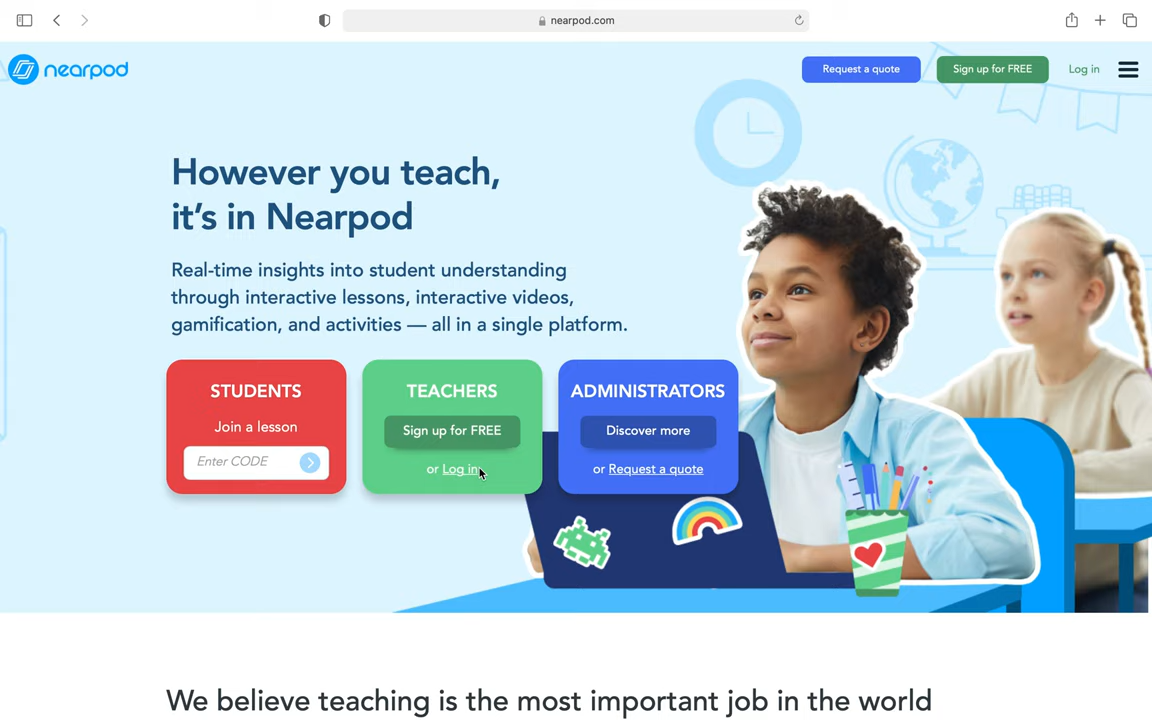 nearpod.com
nearpod
Request a quote
Sign up for FREE
Log in
However you teach,
it's in Nearpod
Real-time insights into student understanding
through interactive lessons, interactive videos,
gamification, and activities — all in a single platform.
STUDENTS
Join a lesson
Enter CODE
TEACHERS
Sign up for FREE
or Log in
ADMINISTRATORS
Discover more
or Request a quote
We believe teaching is the most important job in the world